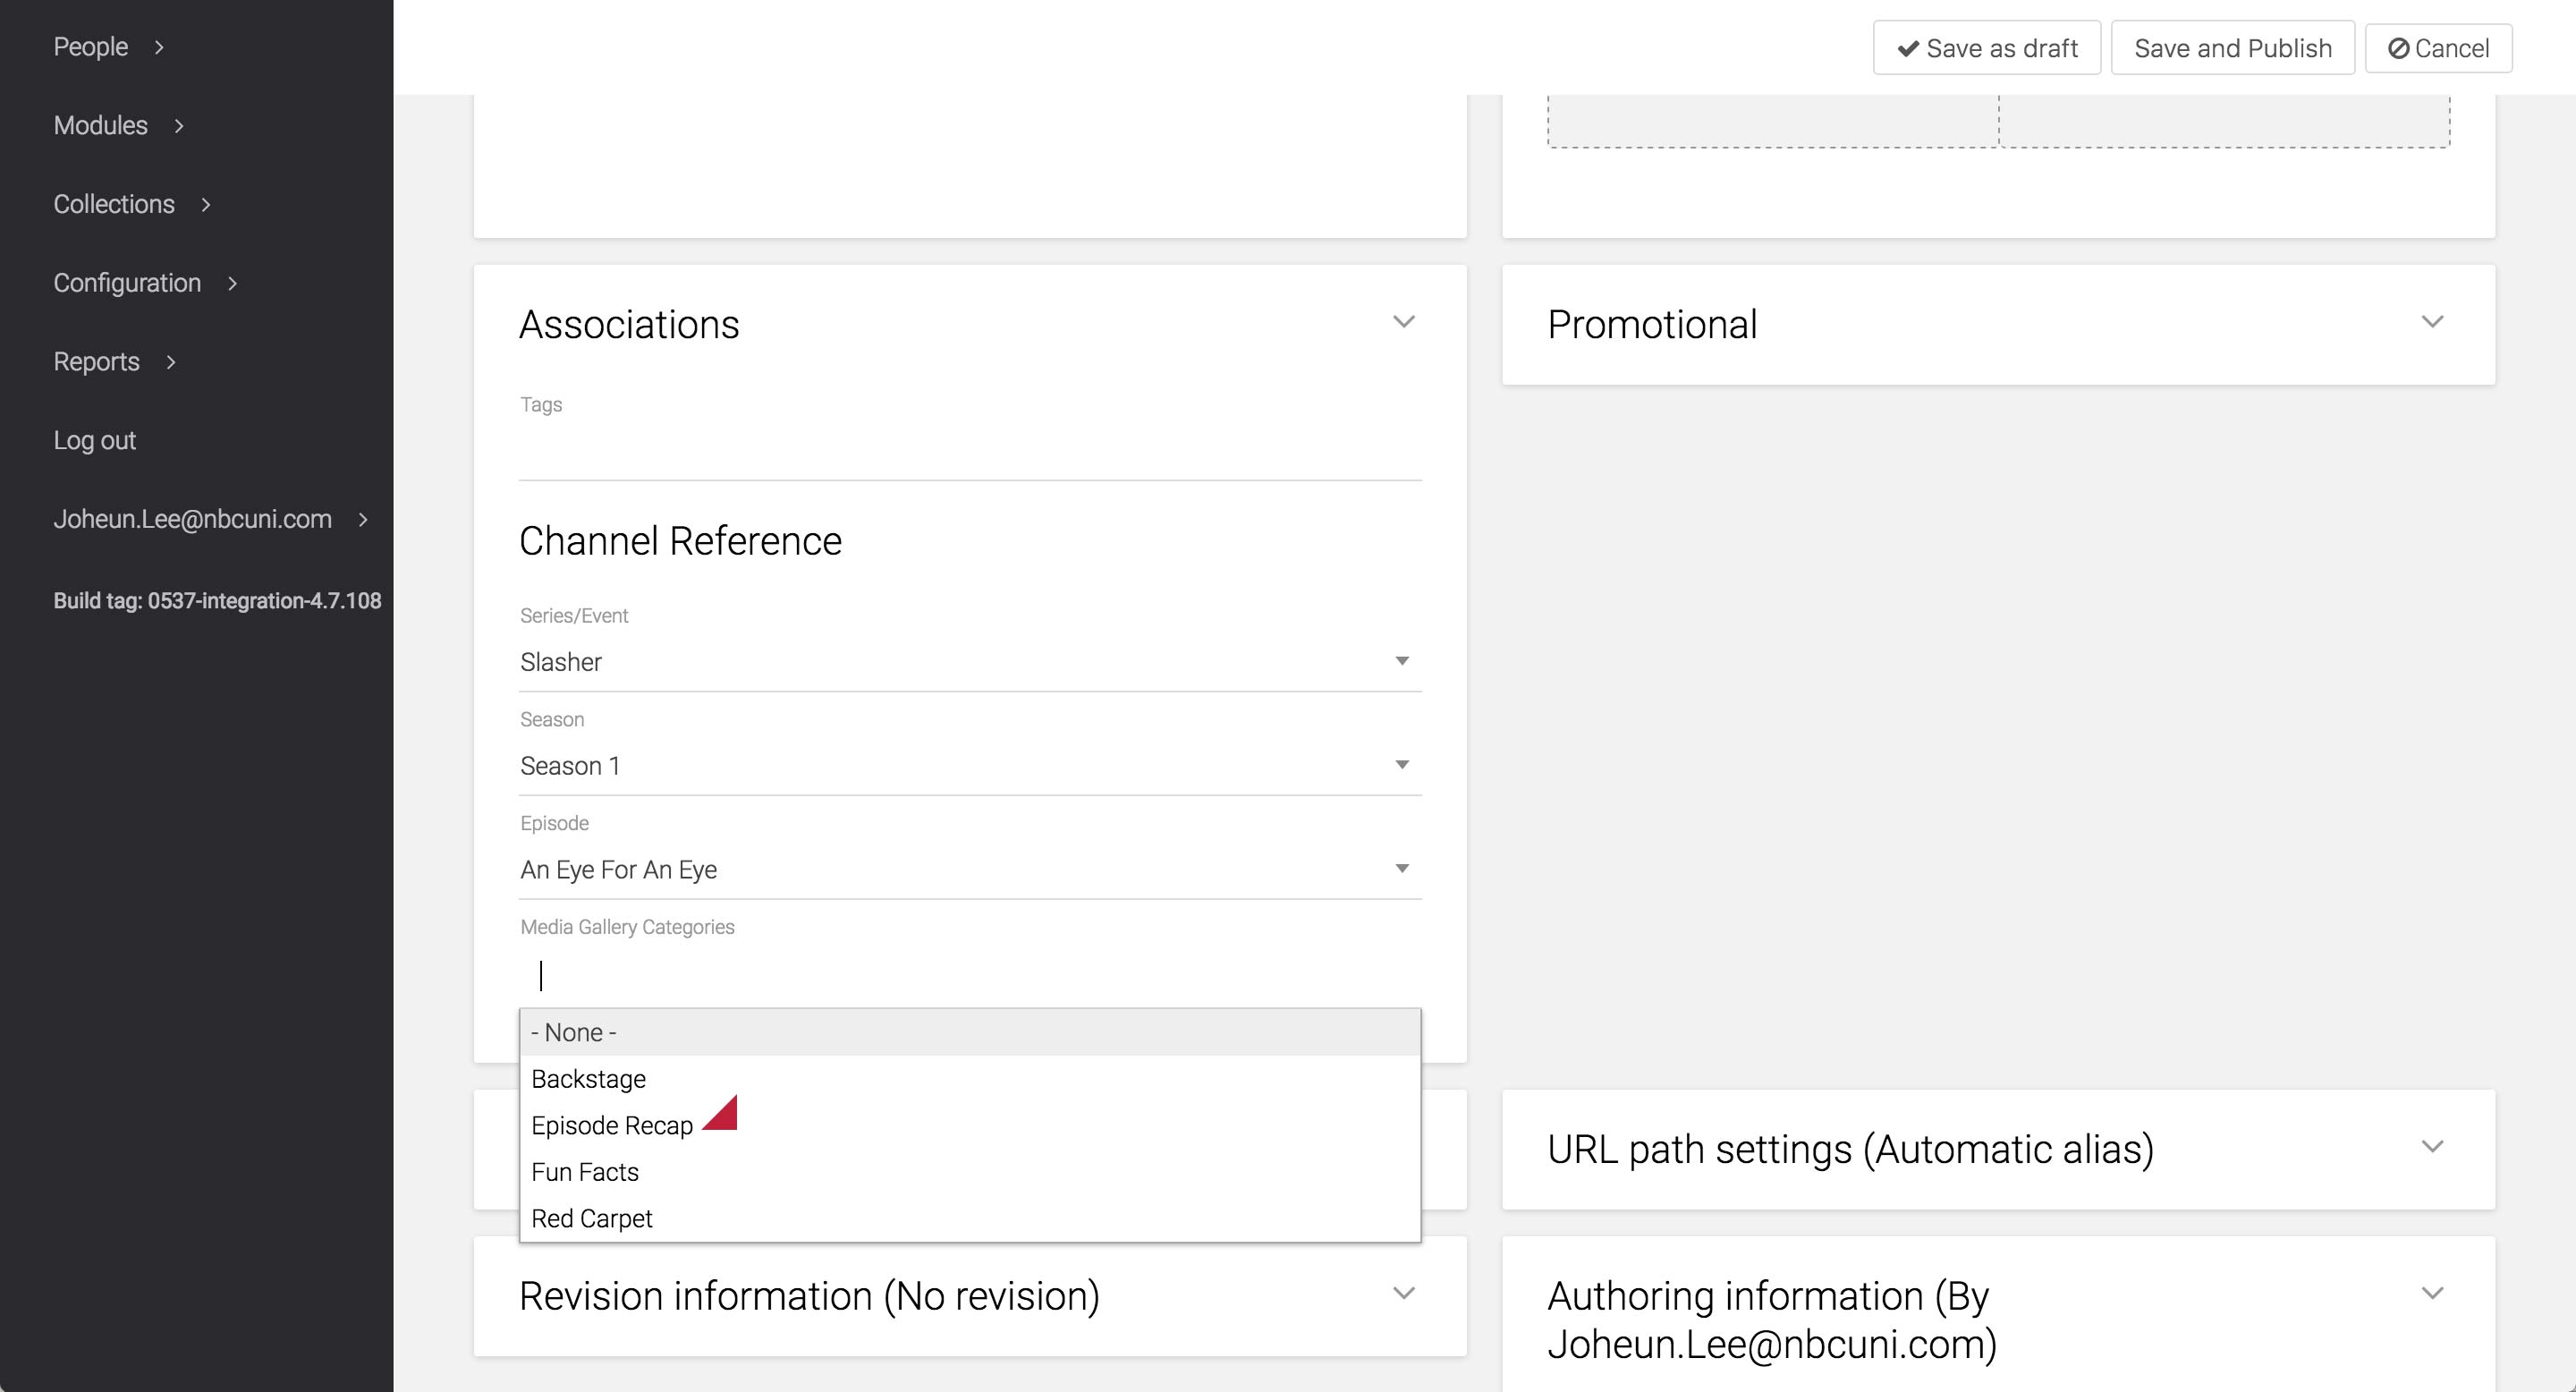 People
Modules
Collections
Configuration
Reports
Log out
Joheun.Lee@nbcuni.com
Build tag: 0537-integration-4.7.108
Save as draft
Save and Publish
Cancel
Associations
Tags
Channel Reference
Series/Event
Slasher
Season
Season 1
Episode
An Eye For An Eye
Media Gallery Categories
- None -
Backstage
Episode Recap
Fun Facts
Red Carpet
Revision information (No revision)
Promotional
URL path settings (Automatic alias)
Authoring information (By
Joheun.Lee@nbcuni.com)